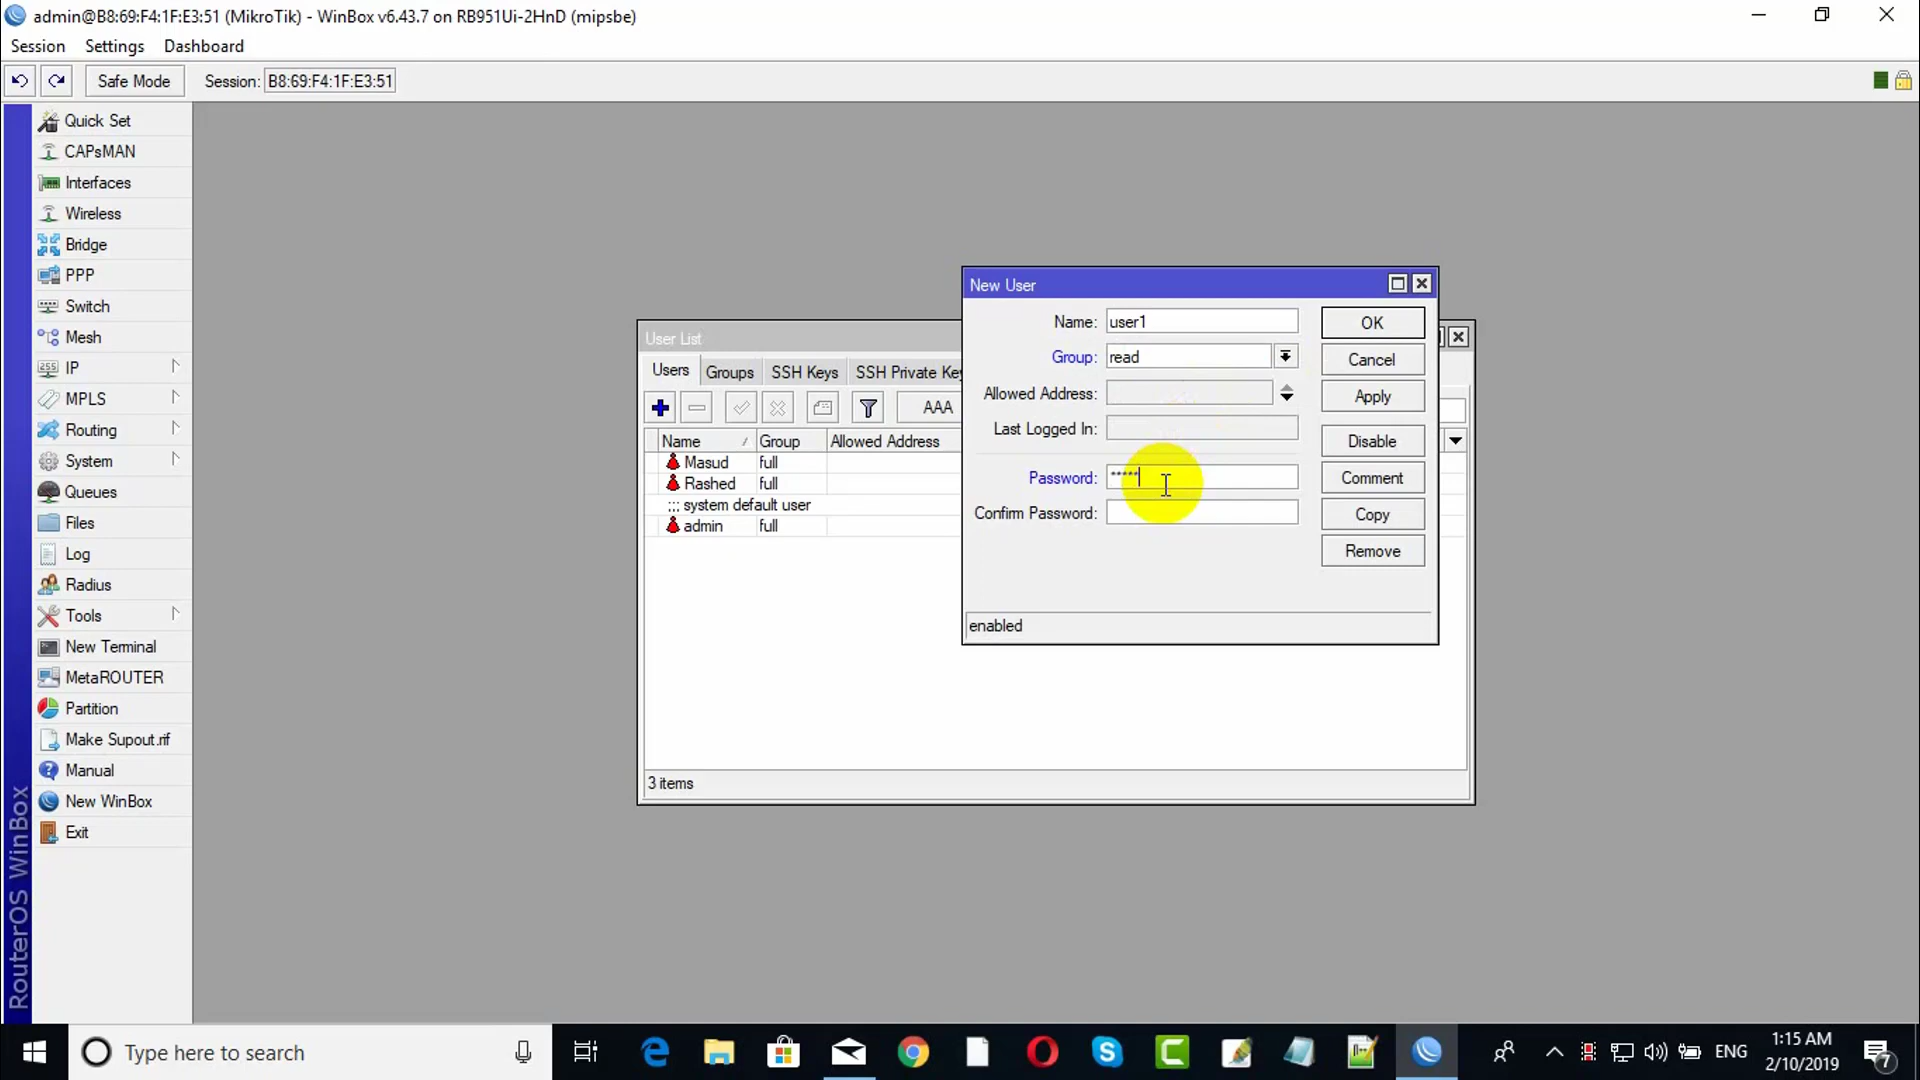 admin@B8:69:F4:1F:E3:51 (MikroTik) - WinBox v6.43.7 on RB951Ui-2HnD (mipsbe)
Session Settings Dashboard
Safe Mode Session: B8:69:F4:1F:E3:51
Quick Set
CAPsMAN
Interfaces
Wireless
Bridge
PPP
Switch
Mesh
255 IP
MPLS
Routing
System
Queues
Files
Log
Radius
Tools
New Terminal
MetaROUTER
Partition
Make Supout.rif
Manual
New WinBox
Exit
RouterOS WinBox
User List
Users Groups SSH Keys SSH Private Key
AAA
Name / Group Allowed Address
Masud full
Rashed full
::: system default user
admin full
3 items
New User
Name: user1
Group: read
Allowed Address:
Last Logged In:
Password: *****
Confirm Password:
OK
Cancel
Apply
Disable
Comment
Copy
Remove
enabled
Type here to search
ENG
1:15 AM
2/10/2019
7